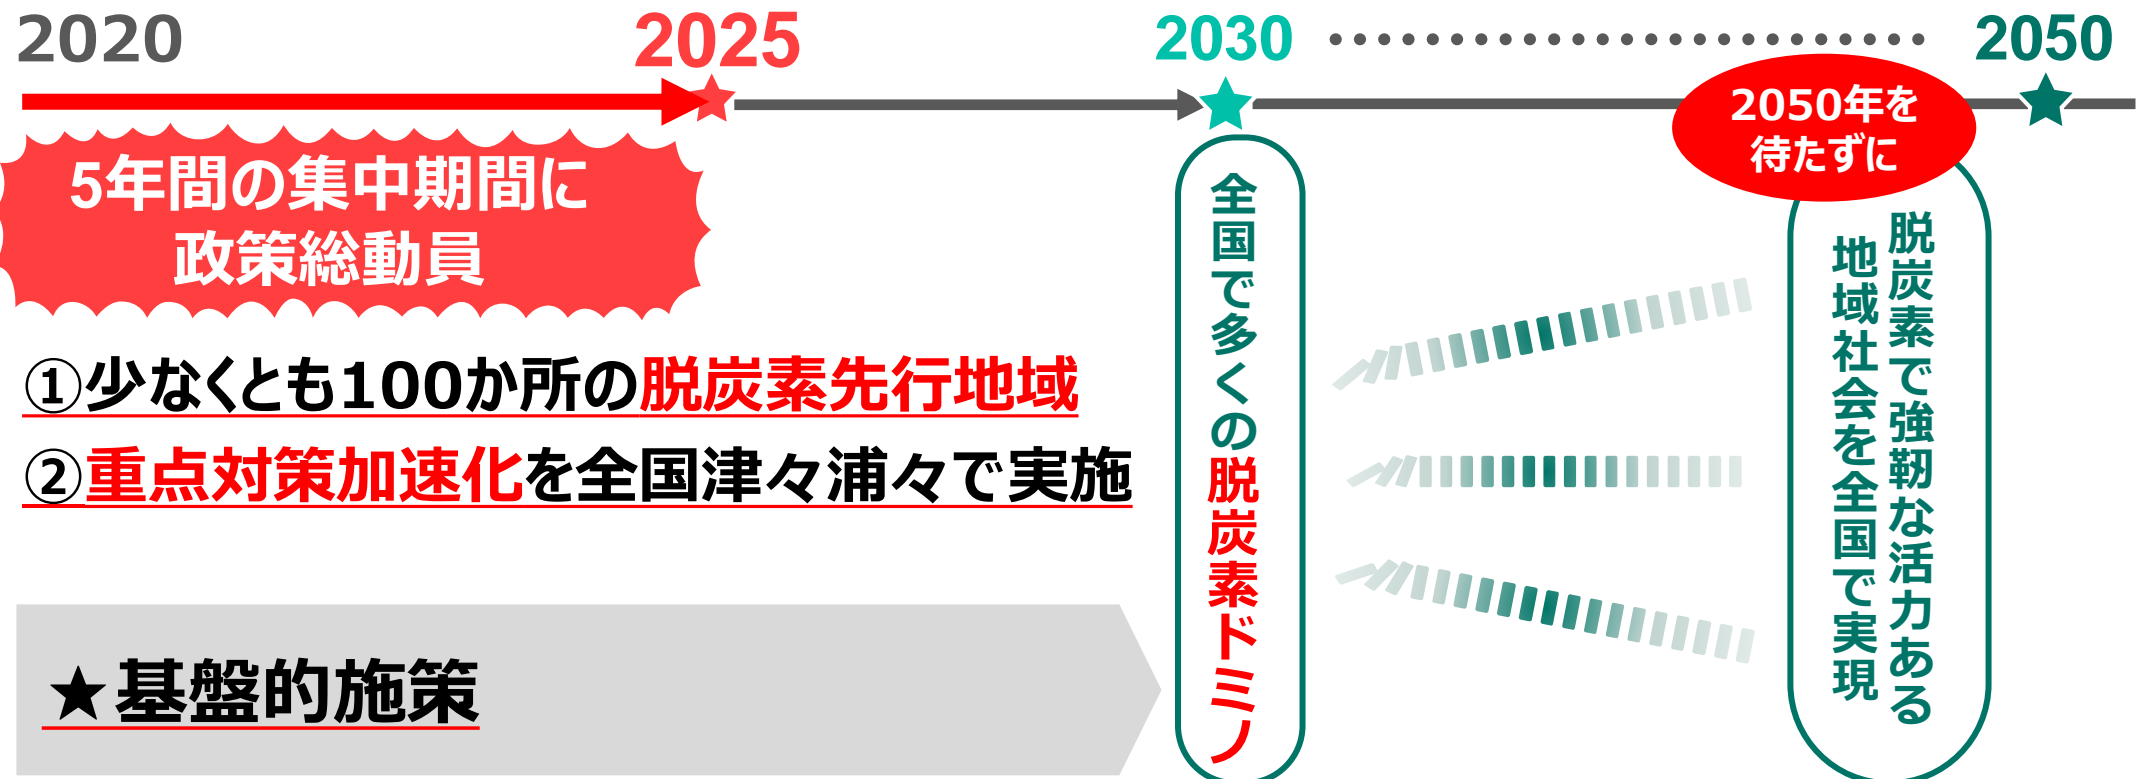 2020
2025
2030
2050
5年間の集中期間に
政策総動員
①少なくとも100か所の脱炭素先行地域
②重点対策加速化を全国津々浦々で実施
★基盤的施策
全国で多くの脱炭素ドミノ
2050年を
待たずに
脱炭素で強靭な活力ある
地域社会を全国で実現